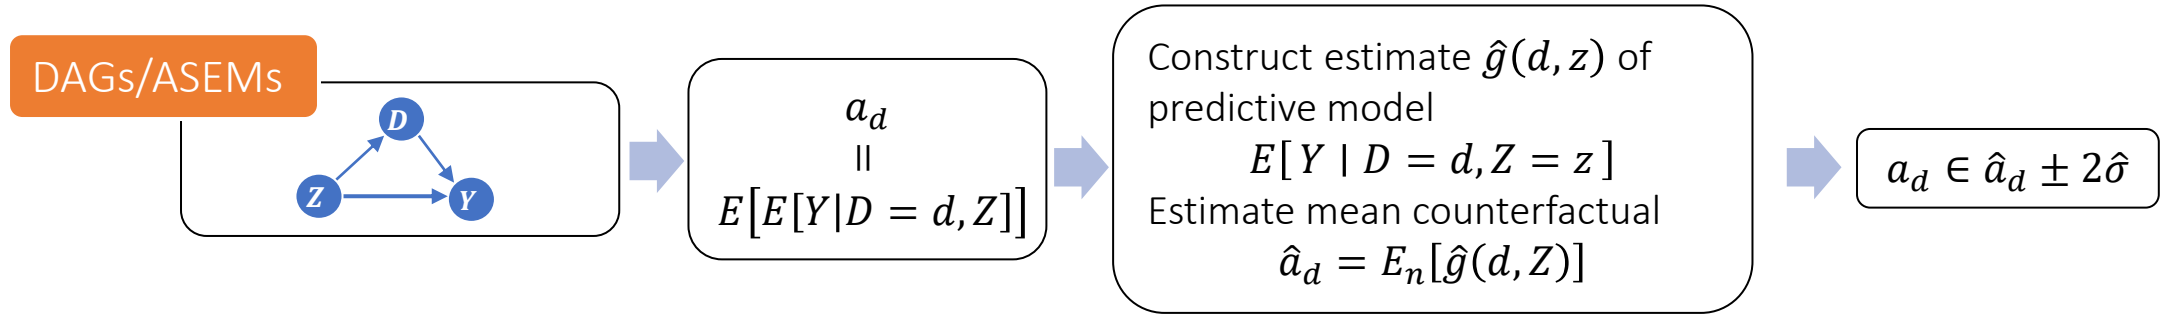 DAGs/ASEMs
D
Z
Y
a_d
=
E[E[Y|D = d, Z]]
Construct estimate ĝ(d, z) of
predictive model
E[ Y ∣ D = d, Z = z ]
Estimate mean counterfactual
â_d = E_n[ĝ(d, Z)]
a_d ∈ â_d ± 2σ̂